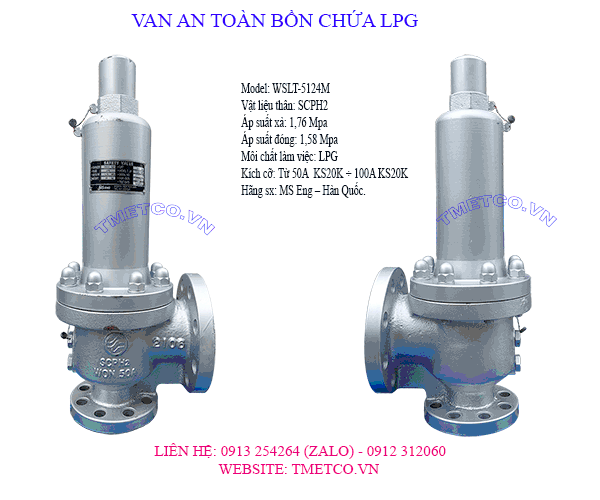 VAN AN TOÀN BỒN CHỨA LPG
Model: WSLT-5124M
Vật liệu thân: SCPH2
Áp suất xả: 1,76 Mpa
Áp suất đóng: 1,58 Mpa
Môi chất làm việc: LPG
Kích cỡ: Từ 50A KS20K ÷ 100A KS20K
Hãng sx: MS Eng – Hàn Quốc.
SAFETY VALVE
TMETCO.VN
TMETCO.VN
2106
SCPH2
WON 50A
LIÊN HỆ: 0913 254264 (ZALO) - 0912 312060
WEBSITE: TMETCO.VN